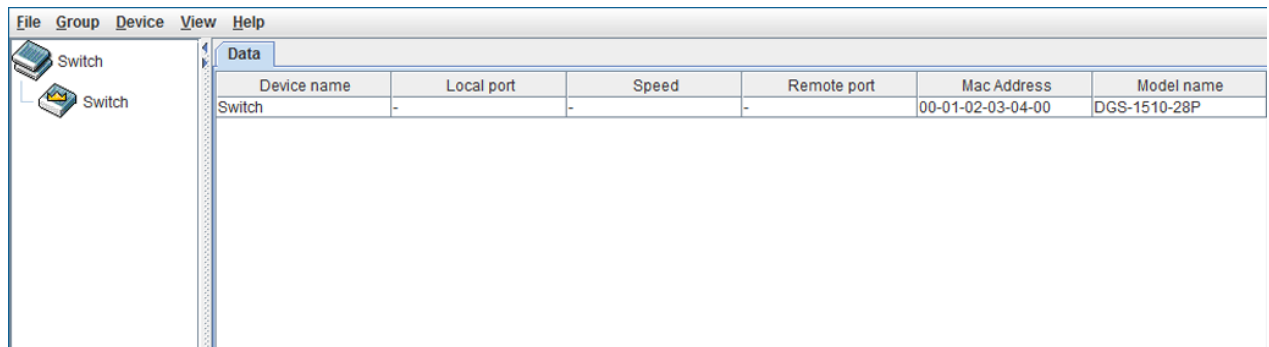 File Group Device View Help
Switch
Switch
Data
Device name Local port Speed Remote port Mac Address Model name
Switch - - - 00-01-02-03-04-00 DGS-1510-28P